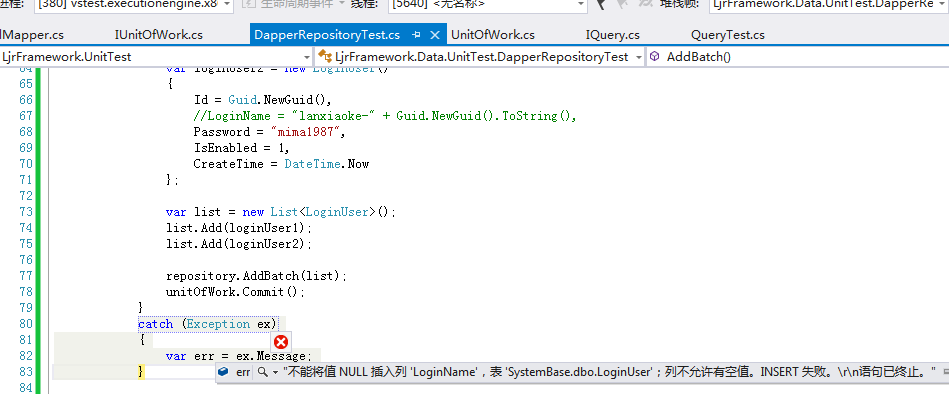 进程: [380] vstest.executionengine.x8 生命周期事件 线程: [5640] <无名称> 堆栈帧: LjrFramework.Data.UnitTest.DapperRe
lMapper.cs IUnitOfWork.cs DapperRepositoryTest.cs UnitOfWork.cs IQuery.cs QueryTest.cs
LjrFramework.UnitTest LjrFramework.Data.UnitTest.DapperRepositoryTest AddBatch()
64 var loginUser2 = new LoginUser()
65 {
66 Id = Guid.NewGuid(),
67 //LoginName = "lanxiaoke-" + Guid.NewGuid().ToString(),
68 Password = "mima1987",
69 IsEnabled = 1,
70 CreateTime = DateTime.Now
71 };
72
73 var list = new List<LoginUser>();
74 list.Add(loginUser1);
75 list.Add(loginUser2);
76
77 repository.AddBatch(list);
78 unitOfWork.Commit();
79 }
80 catch (Exception ex)
81 {
82 var err = ex.Message;
83 }
err "不能将值 NULL 插入列 'LoginName'，表 'SystemBase.dbo.LoginUser'；列不允许有空值。INSERT 失败。\r\n语句已终止。"
84